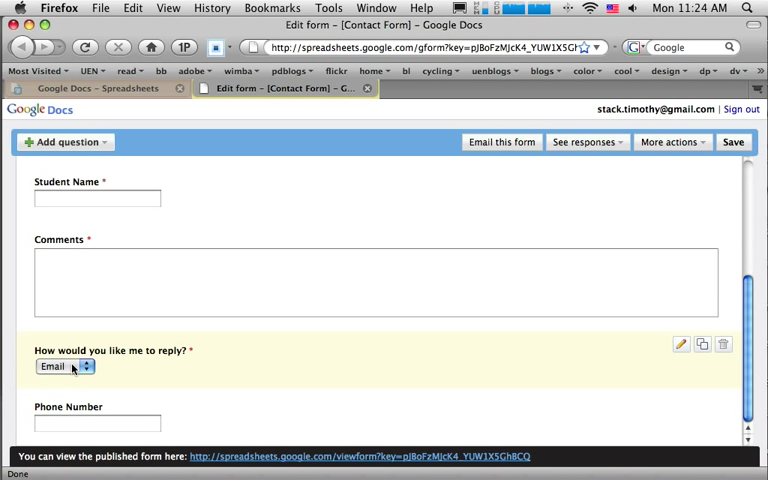 Firefox File Edit View History Bookmarks Tools Window Help Mon 11:24 AM
Edit form – [Contact Form] – Google Docs
1P http://spreadsheets.google.com/gform?key=pJBoFzMJcK4_YUW1X5Gh Google
Most Visited UEN read bb adobe wimba pdblogs flickr home bl cycling uenblogs blogs color cool design dp dv »
Google Docs – Spreadsheets Edit form – [Contact Form] – G...
Google Docs stack.timothy@gmail.com | Sign out
Add question Email this form See responses More actions Save
Student Name *
Comments *
How would you like me to reply? *
Email
Phone Number
You can view the published form here: http://spreadsheets.google.com/viewform?key=pJBoFzMJcK4_YUW1X5GhBCQ
Done